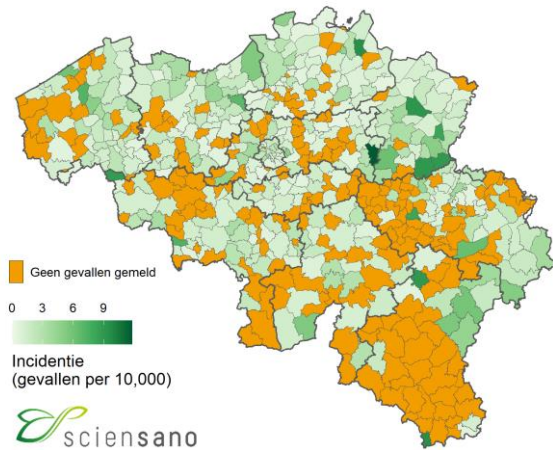 Geen gevallen gemeld
0 3 6 9
Incidentie
(gevallen per 10,000)
sciensano